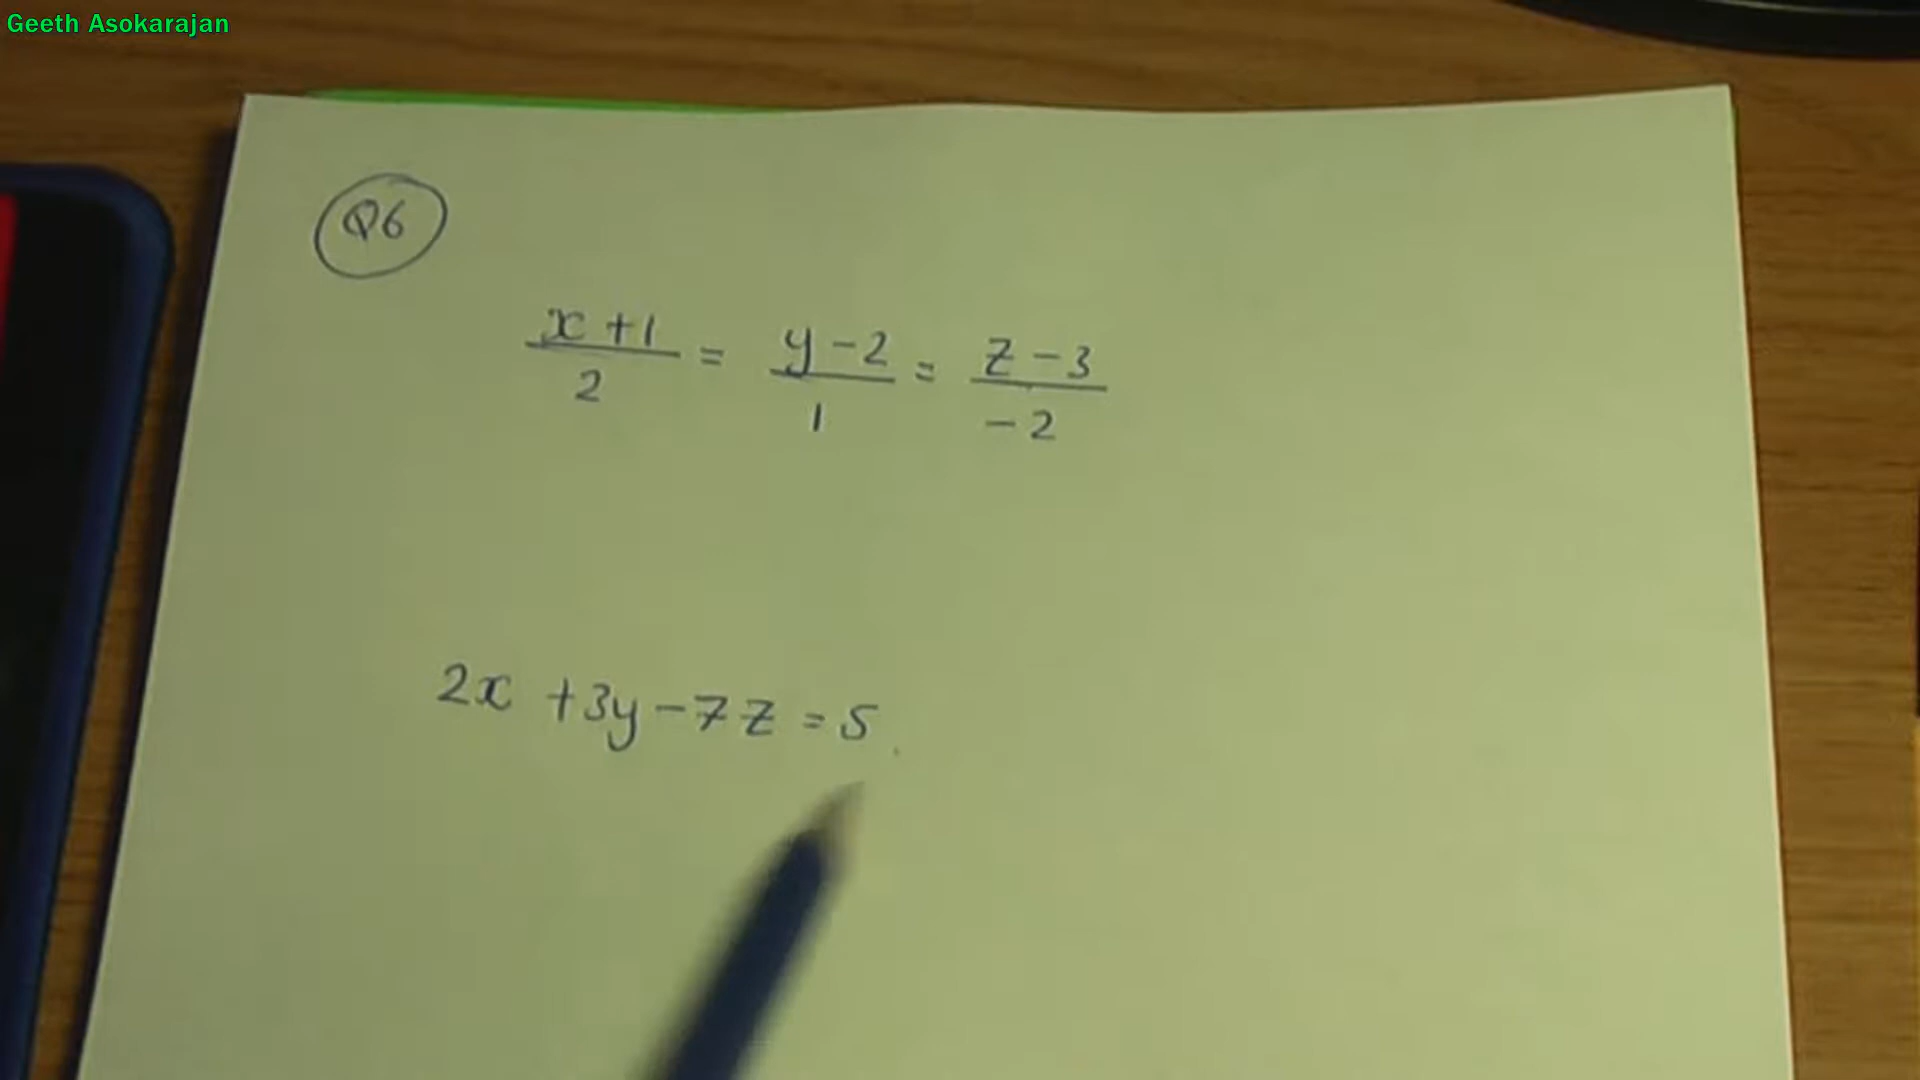 Geeth Asokarajan
Q6
x+1/2 = y-2/1 = z-3/-2
2x +3y-7z=5